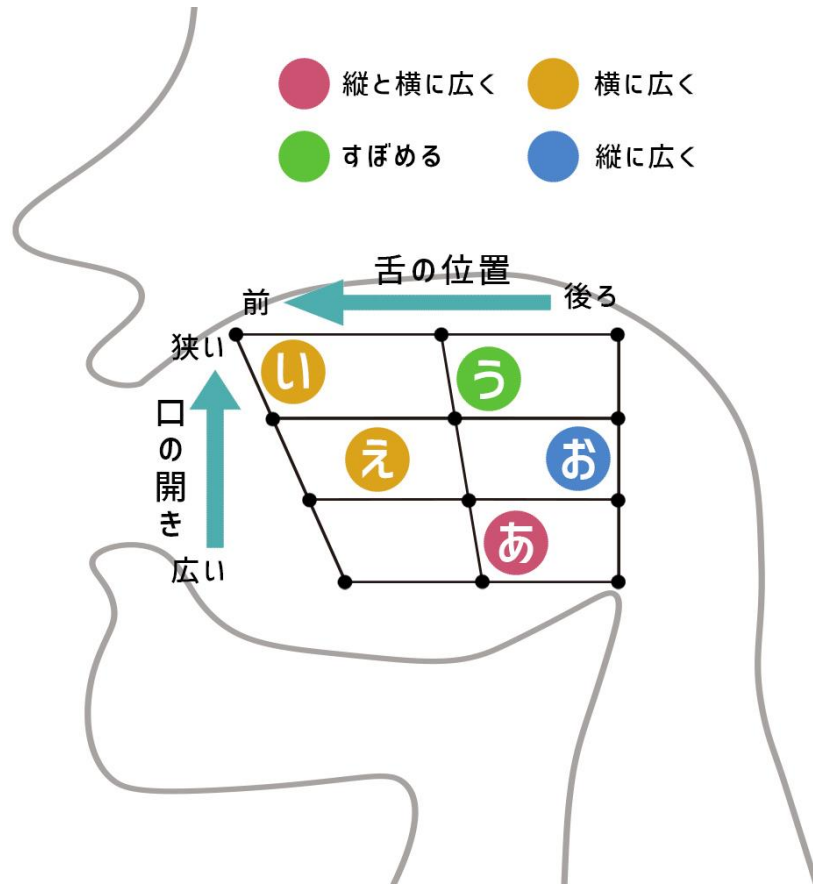 縦と横に広く
横に広く
すぼめる
縦に広く
舌の位置
前
後ろ
狭い
口の開き
広い
い
う
え
お
あ